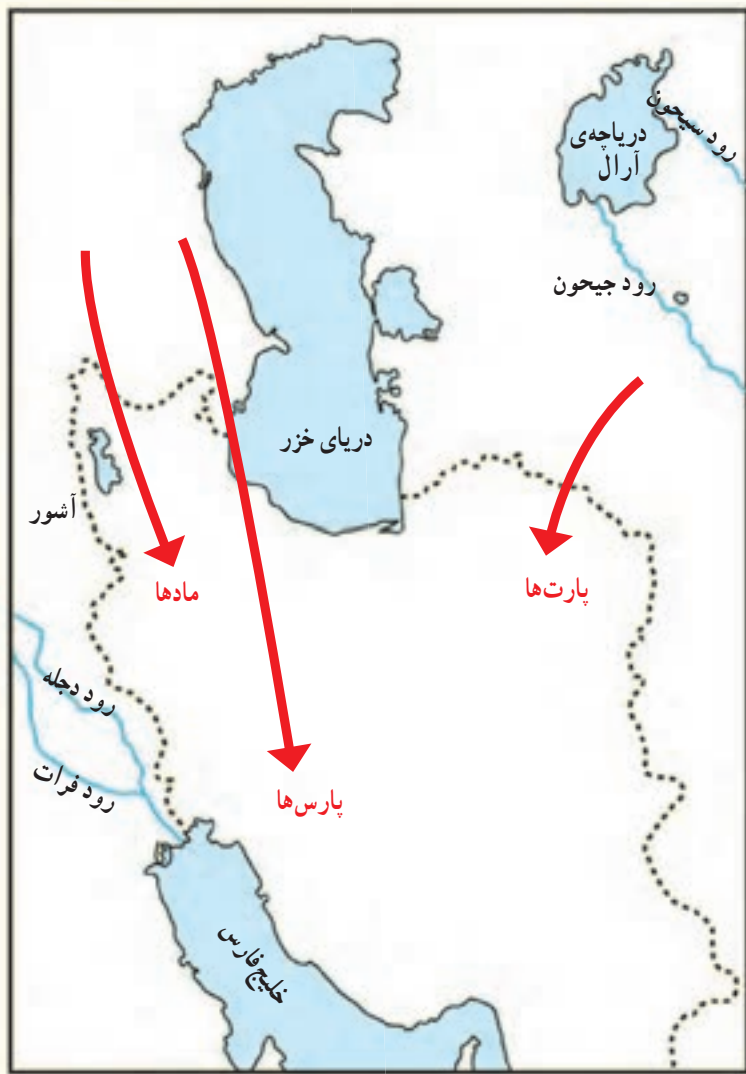 رود سیحون
دریاچه‌ی
آرال
رود جیحون
دریای خزر
آشور
مادها
پارت‌ها
رود دجله
رود فرات
پارس‌ها
خلیج فارس